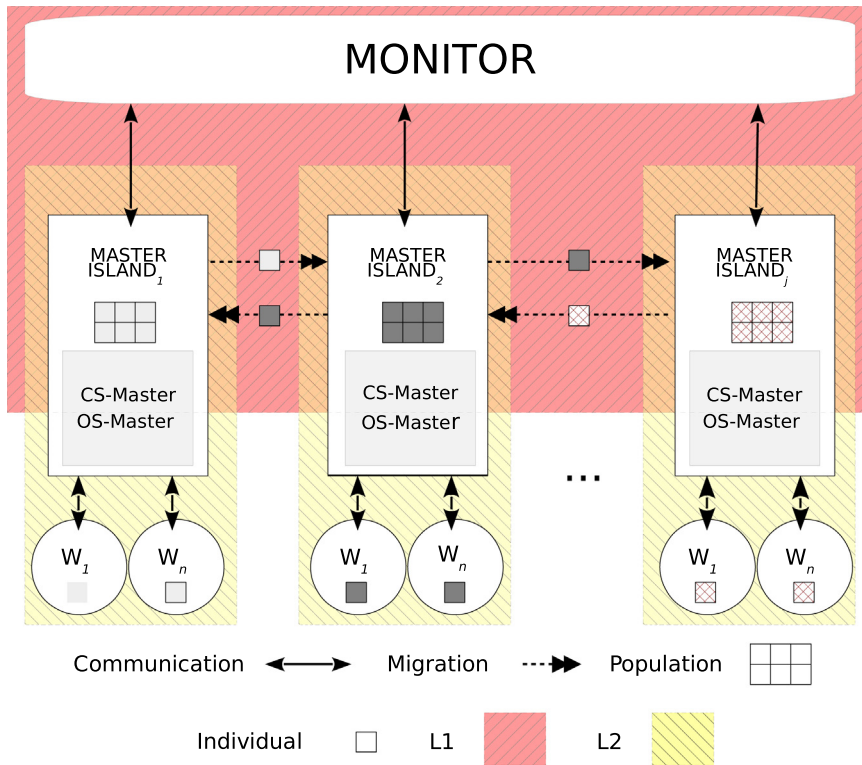 MONITOR
MASTER
ISLAND1
MASTER
ISLAND2
MASTER
ISLANDj
CS-Master
OS-Master
CS-Master
OS-Master
CS-Master
OS-Master
...
W1
Wn
W1
Wn
W1
Wn
Communication
Migration
Population
Individual
L1
L2